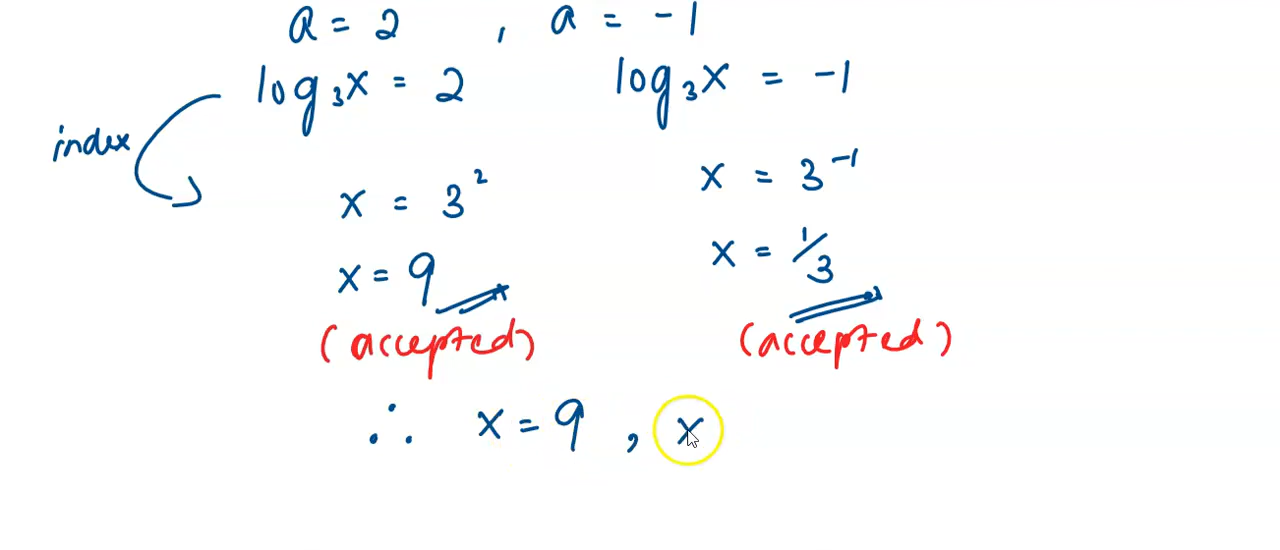 a = 2 , a = -1
log₃x = 2 log₃x = -1
index
x = 3² x = 3⁻¹
x = 9 x = 1/3
(accepted) (accepted)
∴ x = 9 , x